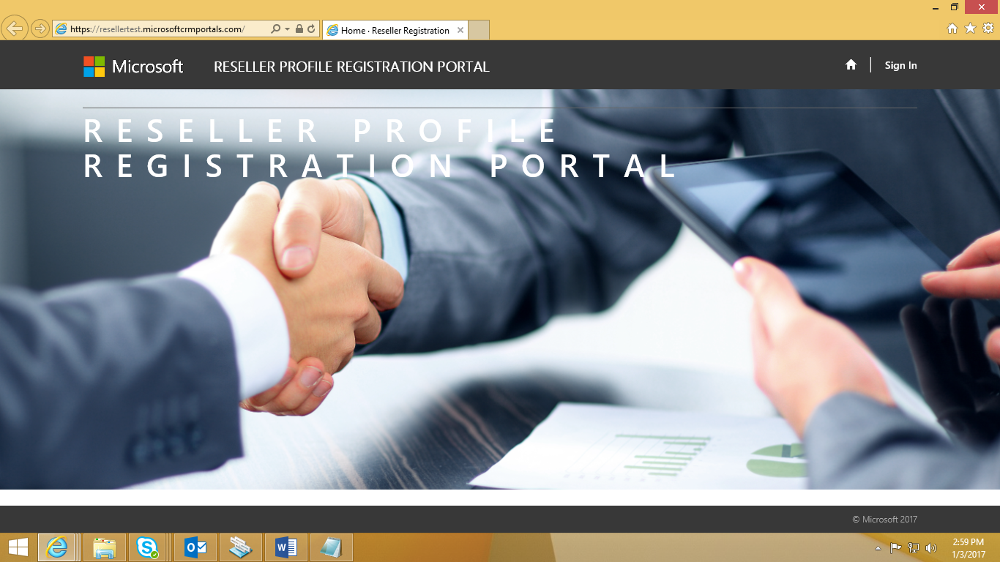 https://resellertest.microsoftcrmportals.com/
Home · Reseller Registration
Microsoft
RESELLER PROFILE REGISTRATION PORTAL
Sign In
RESELLER PROFILE
REGISTRATION PORTAL
© Microsoft 2017
2:59 PM
1/3/2017